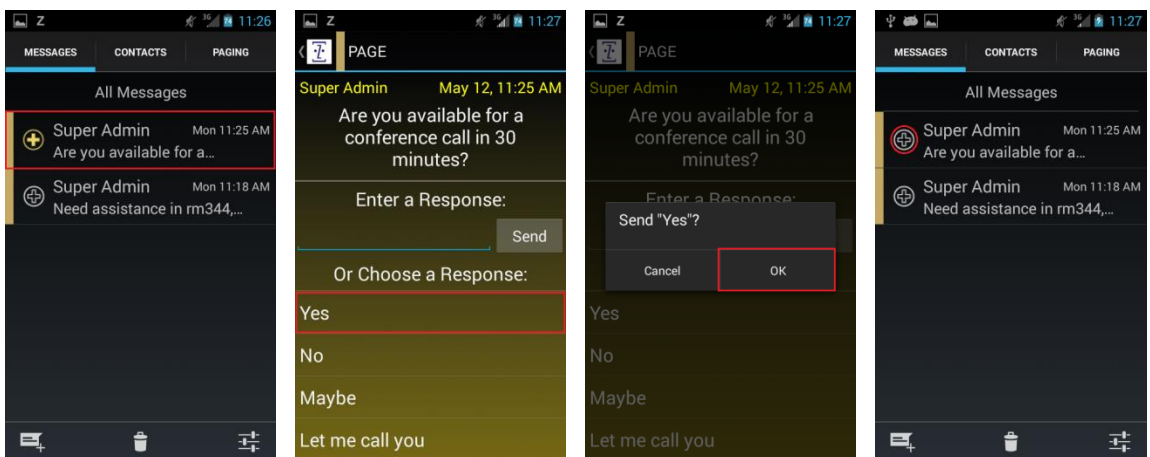 Z 3G 11:26
MESSAGES CONTACTS PAGING
All Messages
Super Admin Mon 11:25 AM
Are you available for a...
Super Admin Mon 11:18 AM
Need assistance in rm344,...
Z 3G 11:27
PAGE
Super Admin May 12, 11:25 AM
Are you available for a
conference call in 30
minutes?
Enter a Response:
Send
Or Choose a Response:
Yes
No
Maybe
Let me call you
Z 3G 11:27
PAGE
Super Admin May 12, 11:25 AM
Are you available for a
conference call in 30
minutes?
Enter a Response:
Send "Yes"?
Cancel OK
Yes
No
Maybe
Let me call you
3G 11:27
MESSAGES CONTACTS PAGING
All Messages
Super Admin Mon 11:25 AM
Are you available for a...
Super Admin Mon 11:18 AM
Need assistance in rm344,...